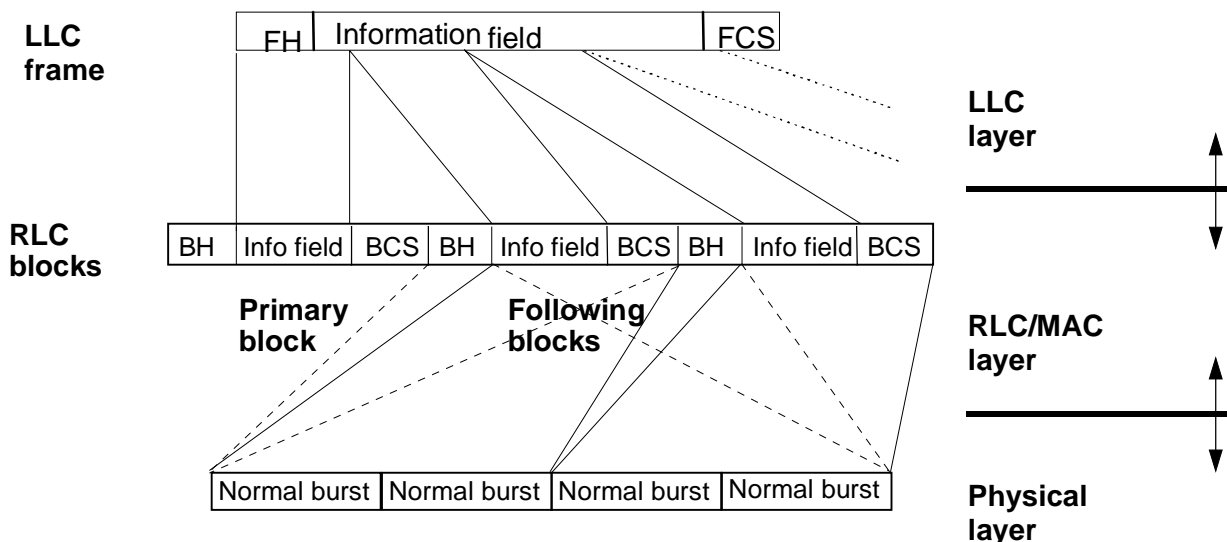 LLC
frame
FH Information field FCS
LLC
layer
RLC
blocks
BH Info field BCS BH Info field BCS BH Info field BCS
Primary
block
Following
blocks
RLC/MAC
layer
Normal burst Normal burst Normal burst Normal burst
Physical
layer